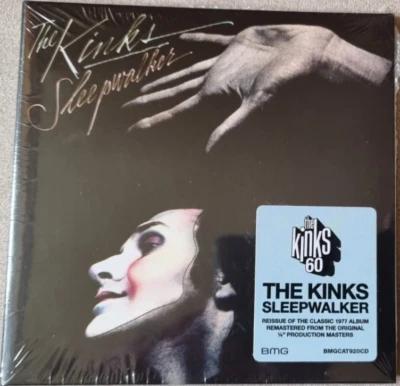 The Kinks
Sleepwalker
the
kinks
60
THE KINKS
SLEEPWALKER
REISSUE OF THE CLASSIC 1977 ALBUM
REMASTERED FROM THE ORIGINAL
¼" PRODUCTION MASTERS
BMG
BMGCAT920CD